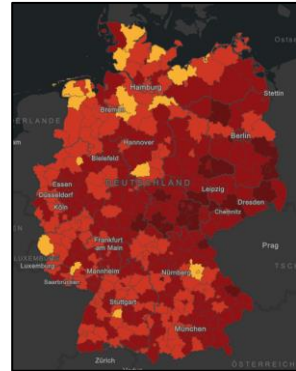 Hamburg
Stettin
Bremen
Hannover
Berlin
Bielefeld
Essen
Düsseldorf
Köln
DEUTSCHLAND
Leipzig
Dresden
Chemnitz
Frankfurt
am Main
Prag
LUXEMBURG
Luxemburg
Mannheim
Nürnberg
Saarbrücken
Stuttgart
München
Zürich
ÖSTERREICH